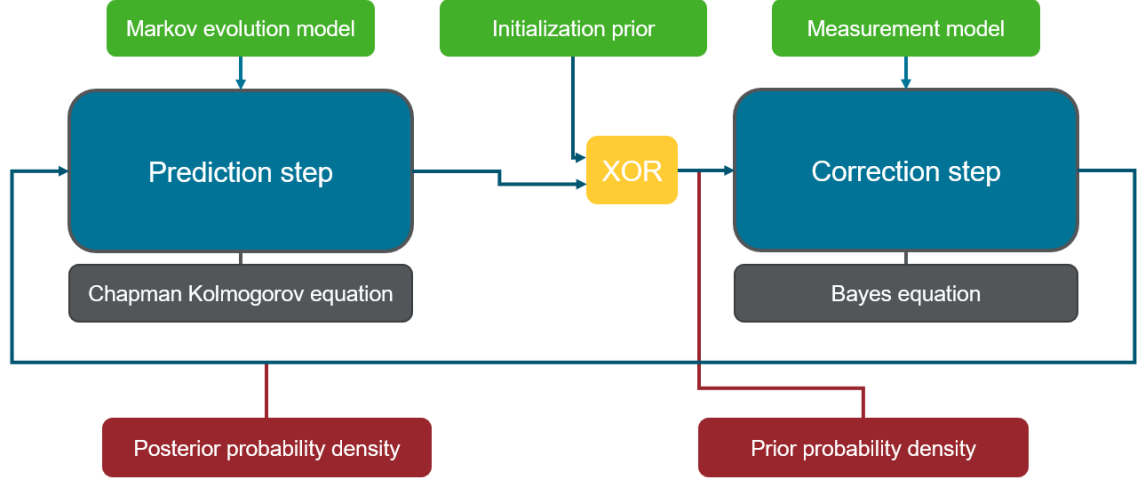 Markov evolution model
Initialization prior
Measurement model
Prediction step
XOR
Correction step
Chapman Kolmogorov equation
Bayes equation
Posterior probability density
Prior probability density